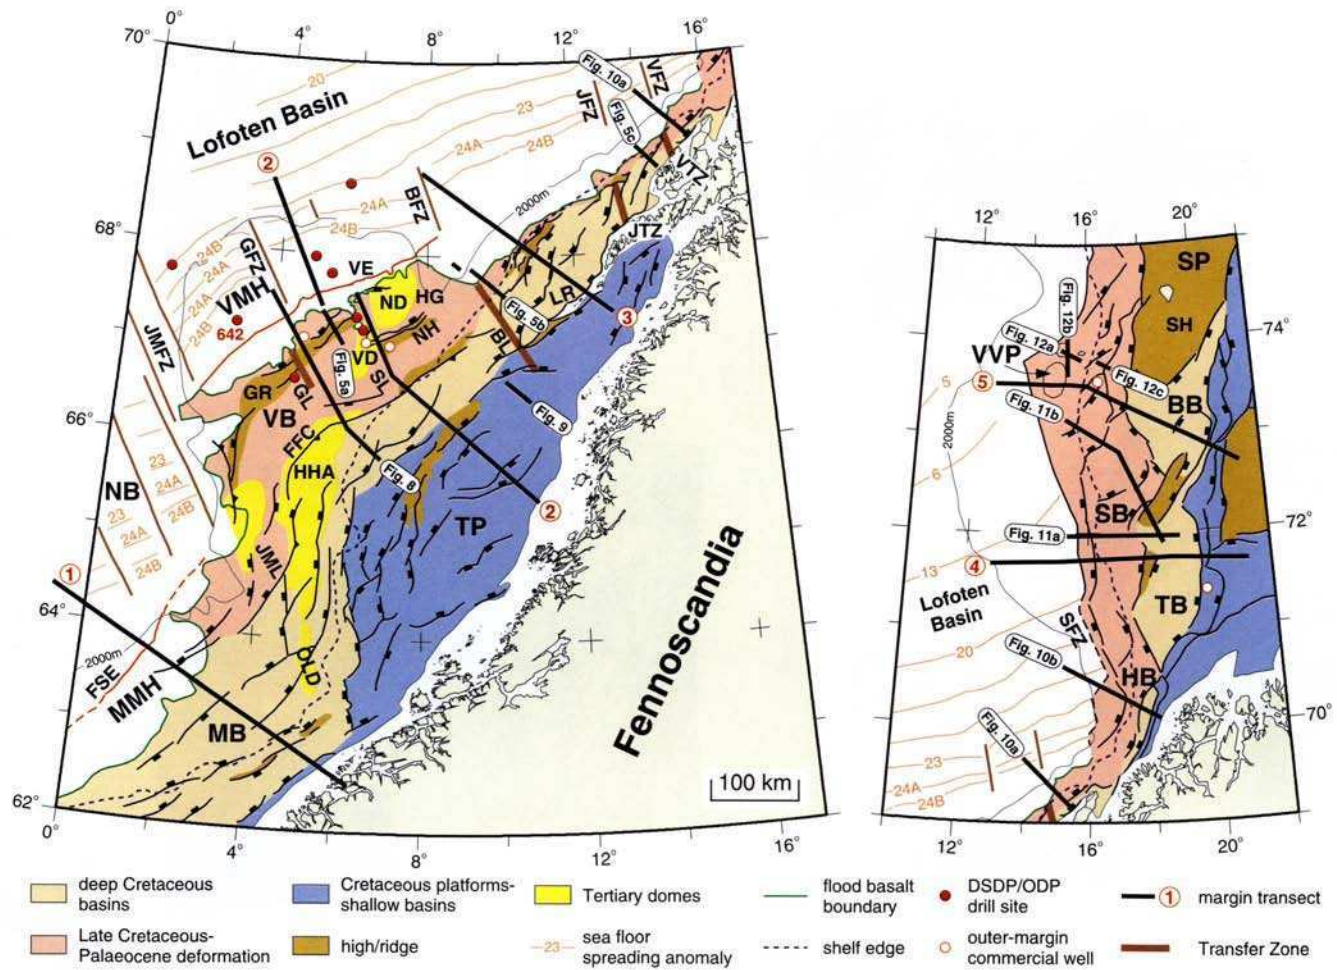 0°
4°
8°
12°
16°
70°
68°
66°
64°
62°
0°
4°
8°
12°
16°
Lofoten Basin
20
23
24A
24B
24A
24B
24B
24A
24A
24B
Fig. 10a
VFZ
JFZ
Fig. 5c
VTZ
2
BFZ
2000m
JTZ
GFZ
VMH
VE
ND
HG
LR
3
Fig. 5b
642
JMFZ
NH
BL
VD
SL
Fig. 5a
GR
GL
VB
FFC
Fig. 9
HHA
Fig. 8
2
NB
23
24A
24B
23
24A
24B
TP
JML
1
2000m
FSE
MMH
OLD
MB
Fennoscandia
100 km
12°
16°
20°
74°
72°
70°
12°
16°
20°
SP
SH
Fig. 12b
Fig. 12a
VVP
5
5
Fig. 12c
Fig. 11b
BB
2000m
6
SB
Fig. 11a
4
13
Lofoten
Basin
TB
SFZ
20
Fig. 10b
HB
Fig. 10a
23
24A
24B
deep Cretaceous
basins
Cretaceous platforms-
shallow basins
Tertiary domes
flood basalt
boundary
DSDP/ODP
drill site
1
margin transect
Late Cretaceous-
Palaeocene deformation
high/ridge
23
sea floor
spreading anomaly
shelf edge
outer-margin
commercial well
Transfer Zone